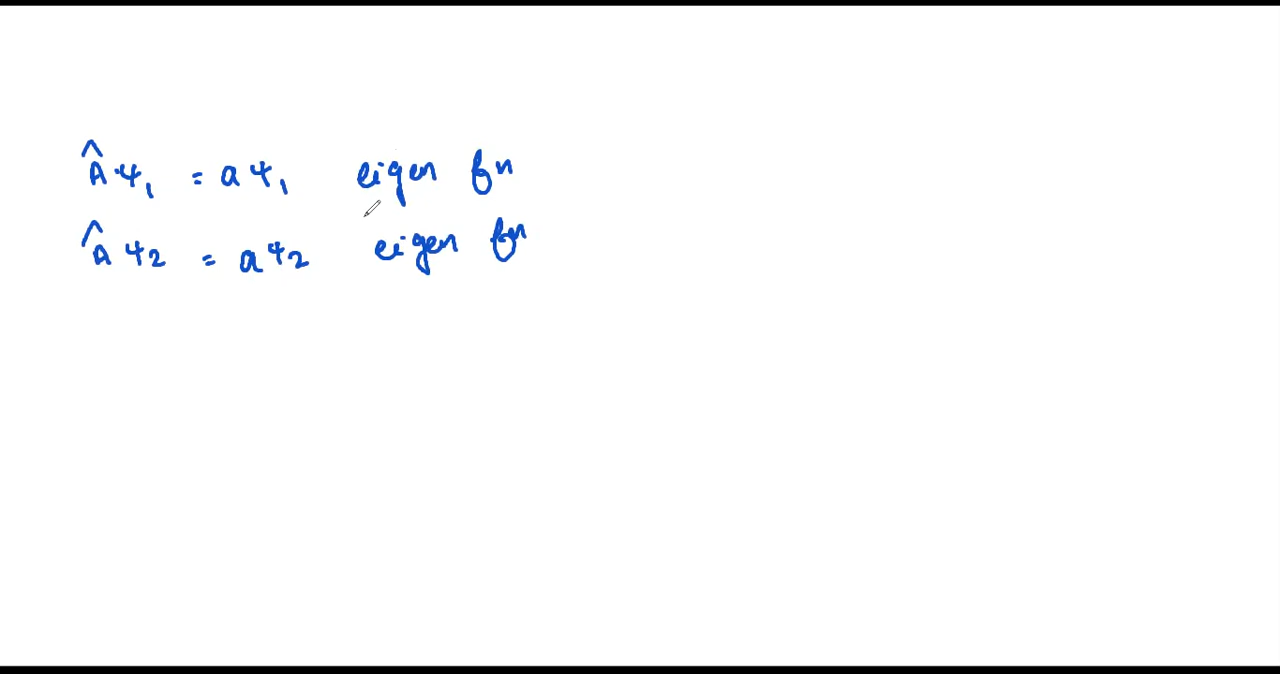 Âψ₁ = aψ₁ eigen fn
Âψ₂ = aψ₂ eigen fn